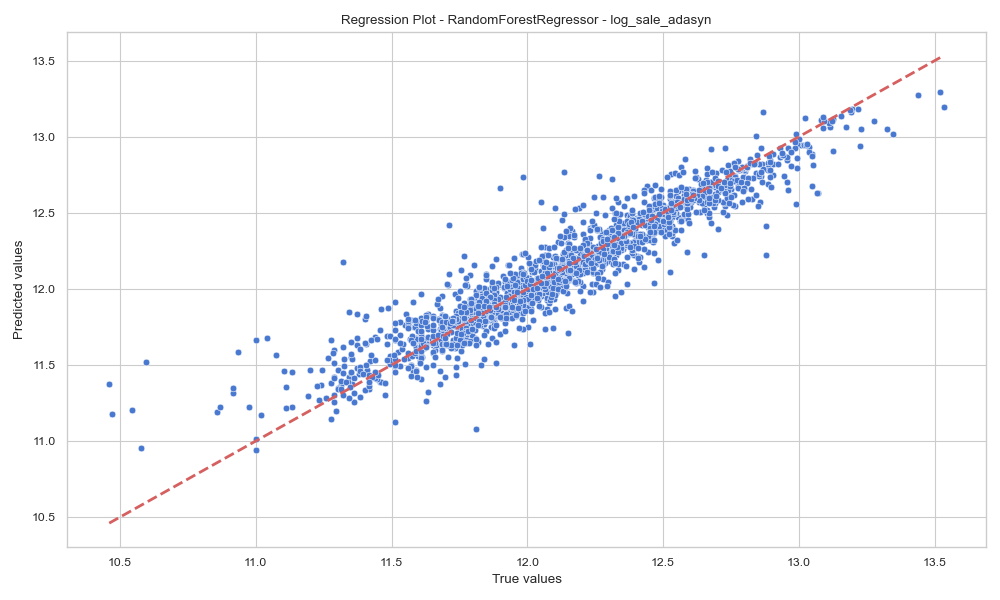 Regression Plot - RandomForestRegressor - log_sale_adasyn
13.5
13.0
12.5
12.0
11.5
11.0
10.5
Predicted values
10.5 11.0 11.5 12.0 12.5 13.0 13.5
True values